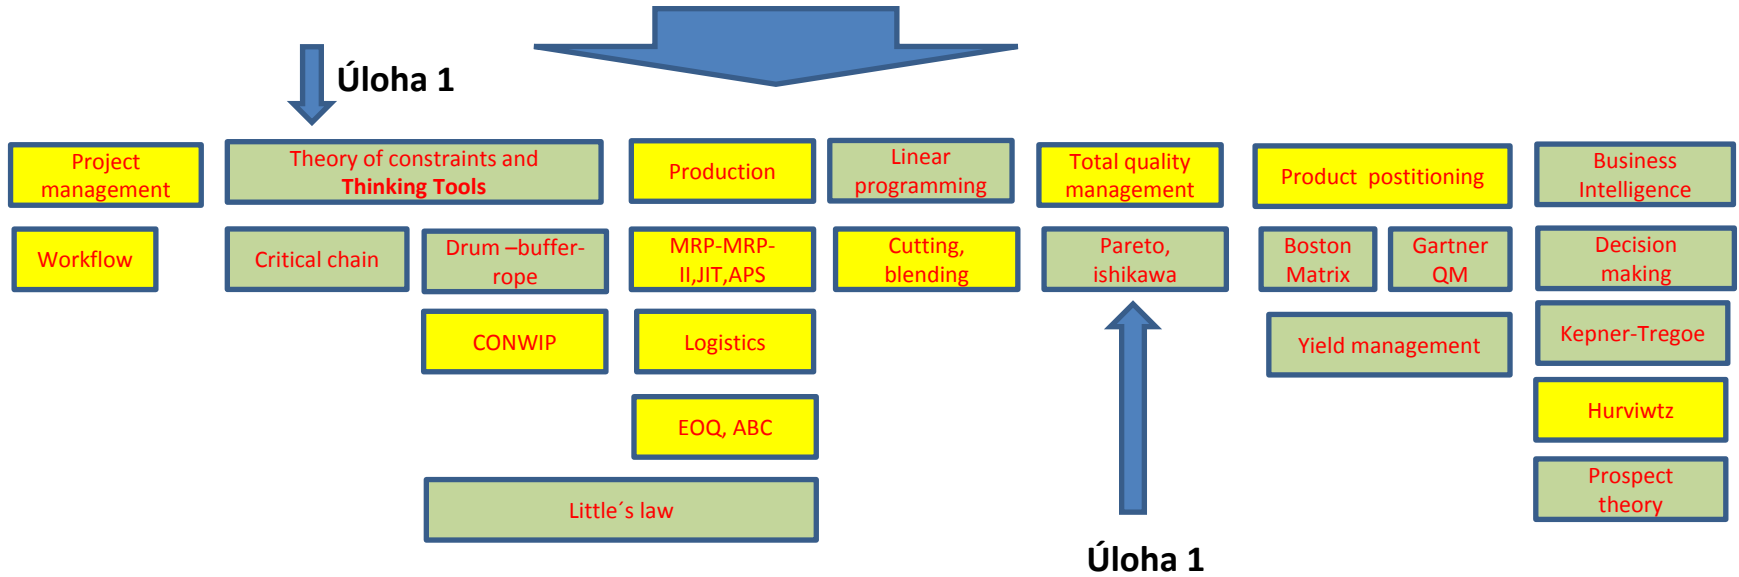 Úloha 1
Project
management
Theory of constraints and
Thinking Tools
Production
Linear
programming
Total quality
management
Product postitioning
Business
Intelligence
Workflow
Critical chain
Drum –buffer-
rope
MRP-MRP-
II,JIT,APS
Cutting,
blending
Pareto,
ishikawa
Boston
Matrix
Gartner
QM
Decision
making
CONWIP
Logistics
Yield management
Kepner-Tregoe
EOQ, ABC
Hurviwtz
Little´s law
Prospect
theory
Úloha 1